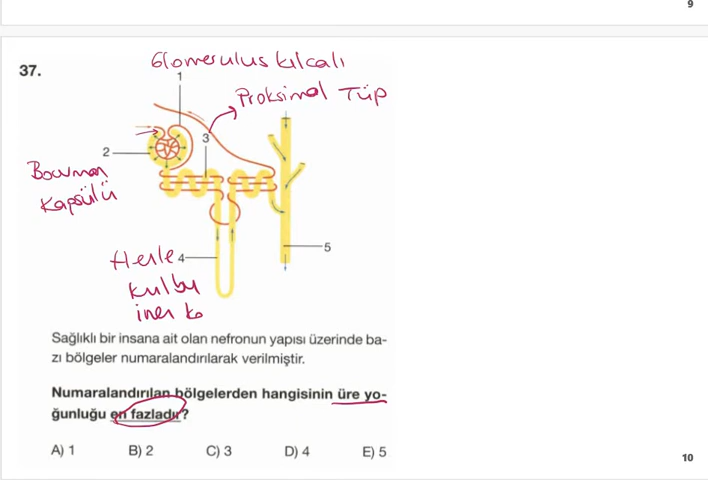 9
37.
Glomerulus kılcalı
1
Proksimal Tüp
3
2
Bowman
Kapsülü
5
Henle 4
kulbu
inen ko
Sağlıklı bir insana ait olan nefronun yapısı üzerinde ba-
zı bölgeler numaralandırılarak verilmiştir.
Numaralandırılan bölgelerden hangisinin üre yo-
ğunluğu en fazladır?
A) 1 B) 2 C) 3 D) 4 E) 5
10